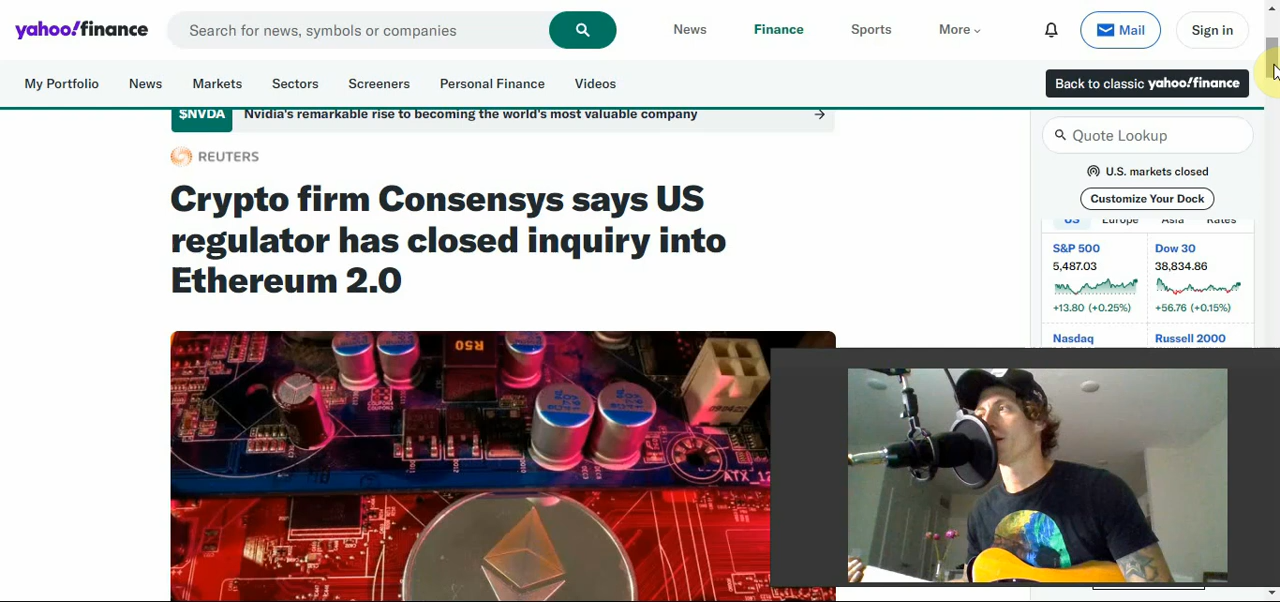 yahoo!finance
Search for news, symbols or companies
News
Finance
Sports
More
Mail
Sign in
My Portfolio
News
Markets
Sectors
Screeners
Personal Finance
Videos
Back to classic yahoo!finance
$NVDA
Nvidia's remarkable rise to becoming the world's most valuable company
REUTERS
Crypto firm Consensys says US
regulator has closed inquiry into
Ethereum 2.0
Quote Lookup
U.S. markets closed
Customize Your Dock
US
Europe
Asia
Rates
S&P 500
5,487.03
+13.80 (+0.25%)
Dow 30
38,834.86
+56.76 (+0.15%)
Nasdaq
Russell 2000
R50